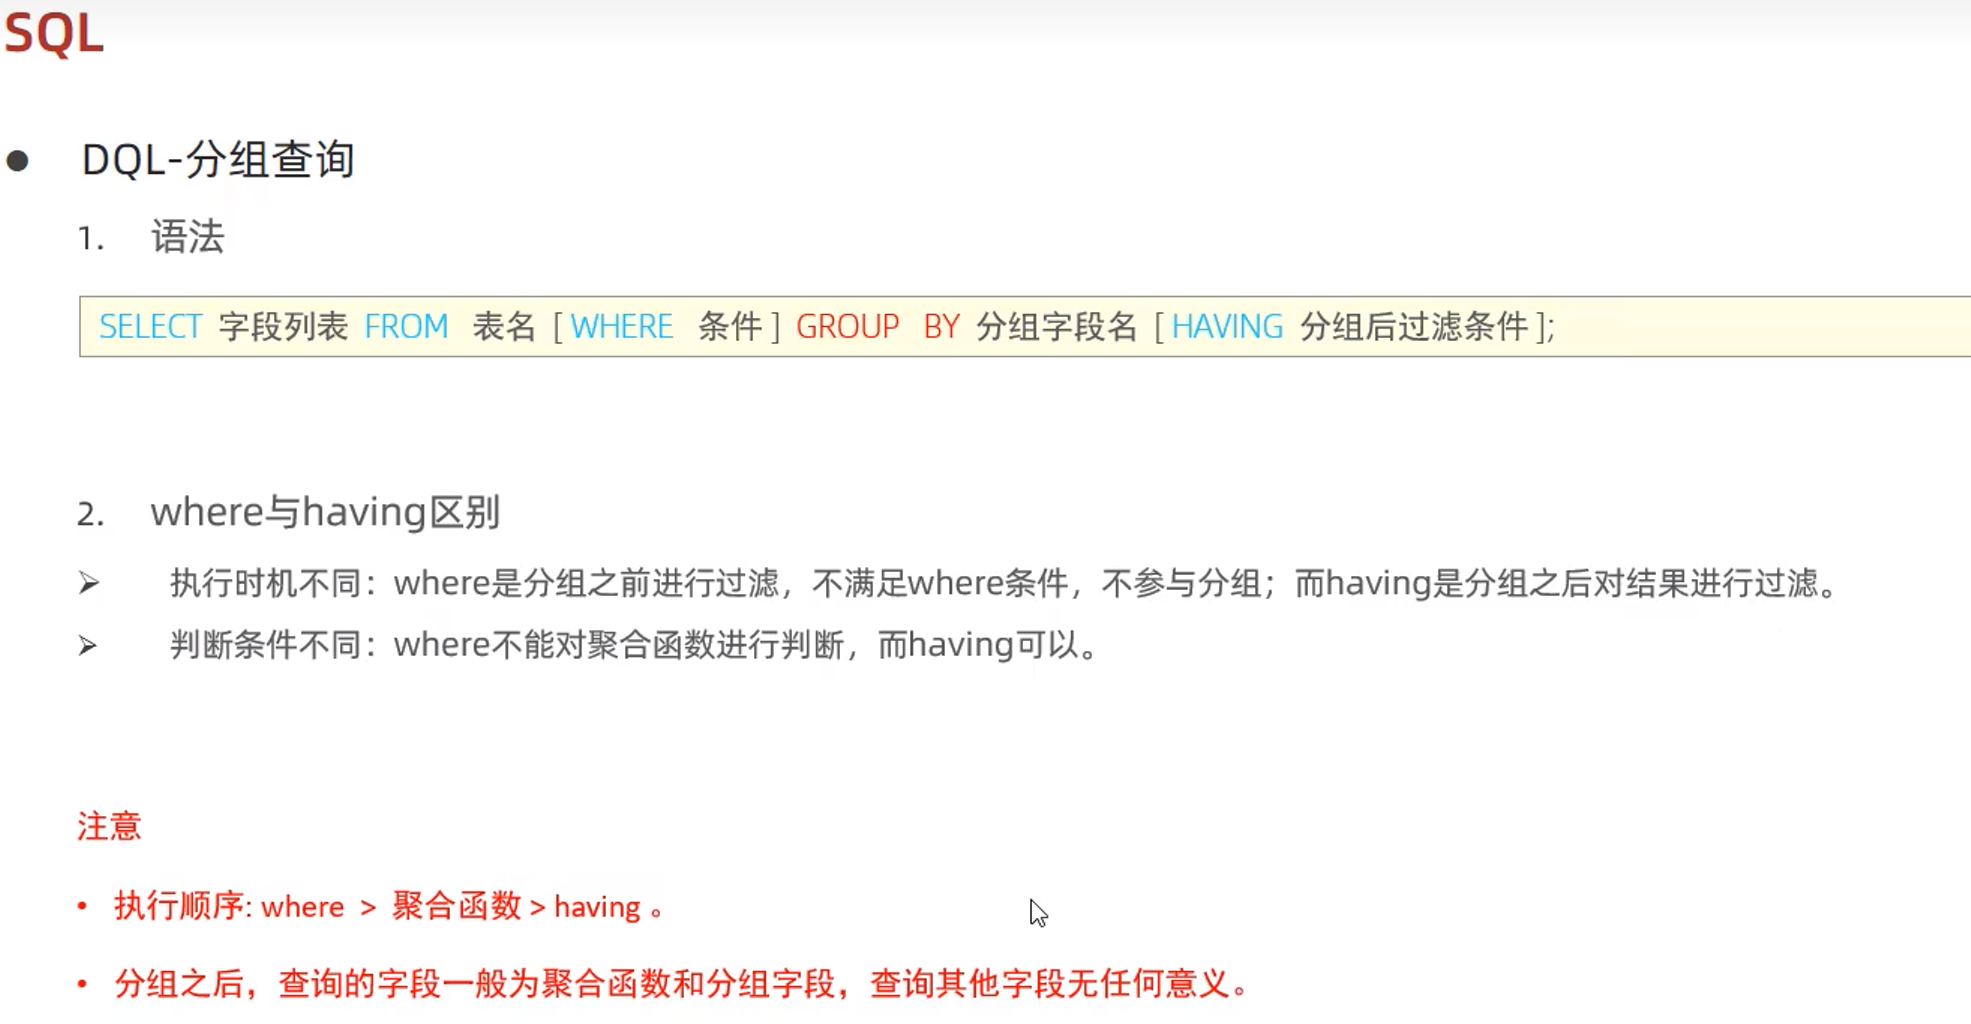 SQL
DQL-分组查询
1. 语法
SELECT 字段列表 FROM 表名 [ WHERE 条件 ] GROUP BY 分组字段名 [ HAVING 分组后过滤条件 ];
2. where与having区别
➢ 执行时机不同：where是分组之前进行过滤，不满足where条件，不参与分组；而having是分组之后对结果进行过滤。
➢ 判断条件不同：where不能对聚合函数进行判断，而having可以。
注意
• 执行顺序: where > 聚合函数 > having 。
• 分组之后，查询的字段一般为聚合函数和分组字段，查询其他字段无任何意义。